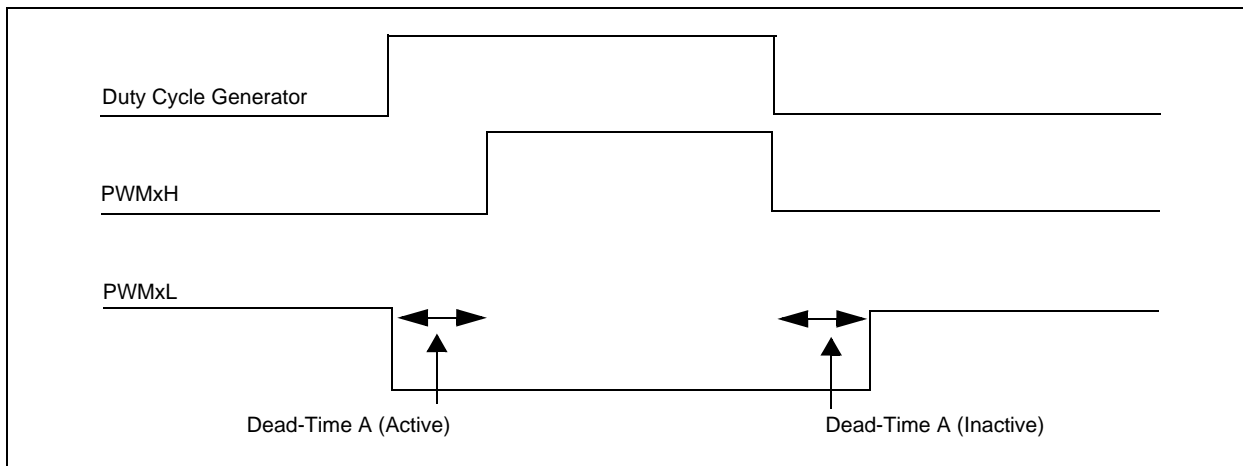 Duty Cycle Generator
PWMxH
PWMxL
Dead-Time A (Active)
Dead-Time A (Inactive)